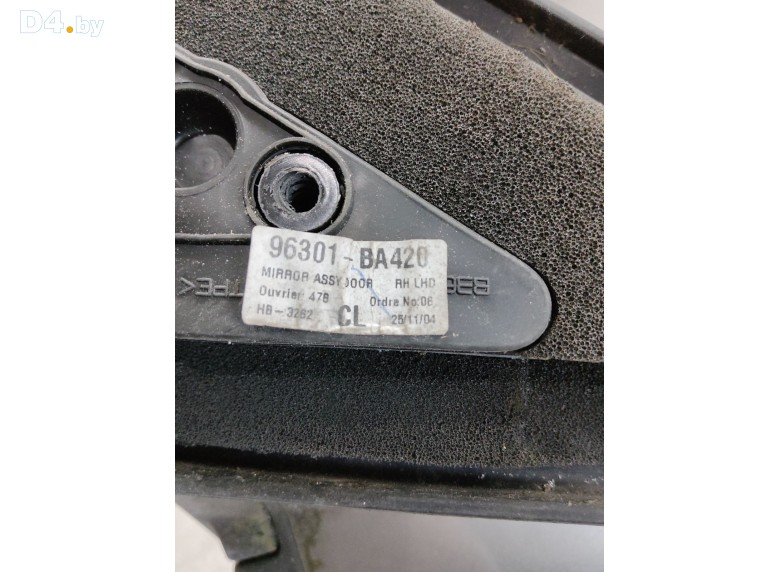 D4.by
96301-BA420
MIRROR ASSY,DOOR RH LHD
Ouvrier: 478 Ordre No:06
HB-3262 CL 25/11/04
TPE<